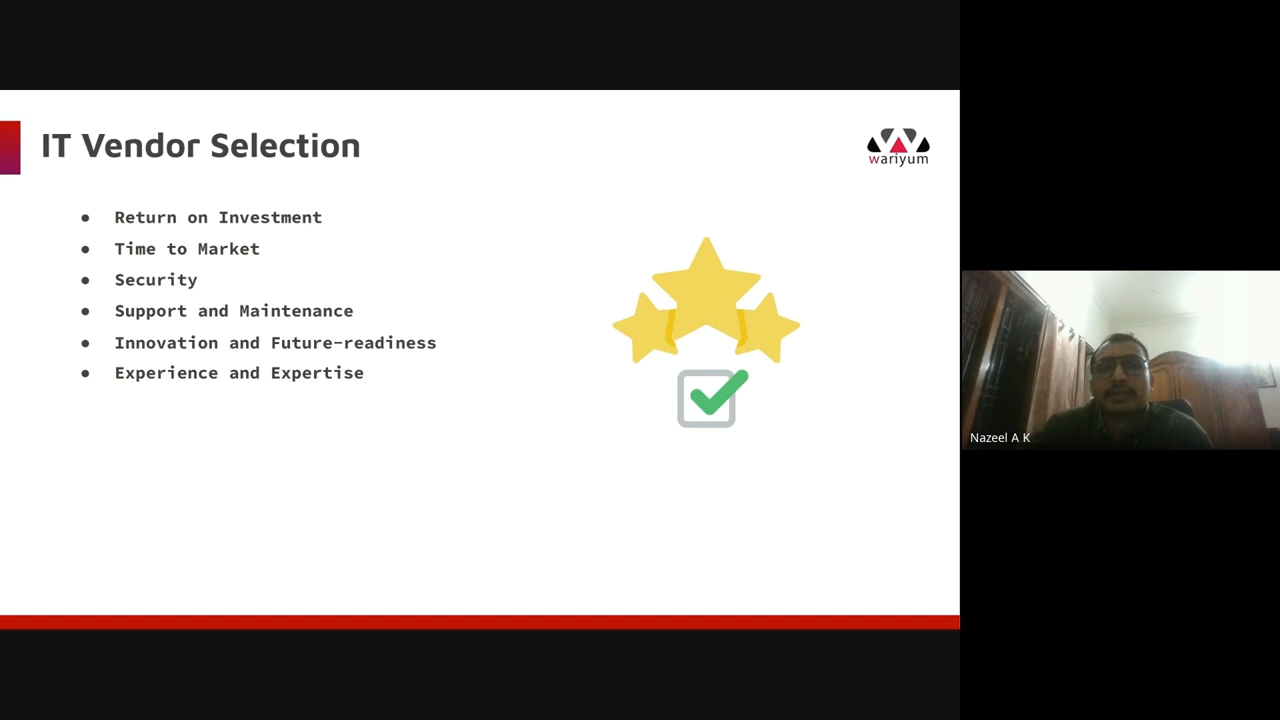 IT Vendor Selection
wariyum
● Return on Investment
● Time to Market
● Security
● Support and Maintenance
● Innovation and Future-readiness
● Experience and Expertise
Nazeel A K